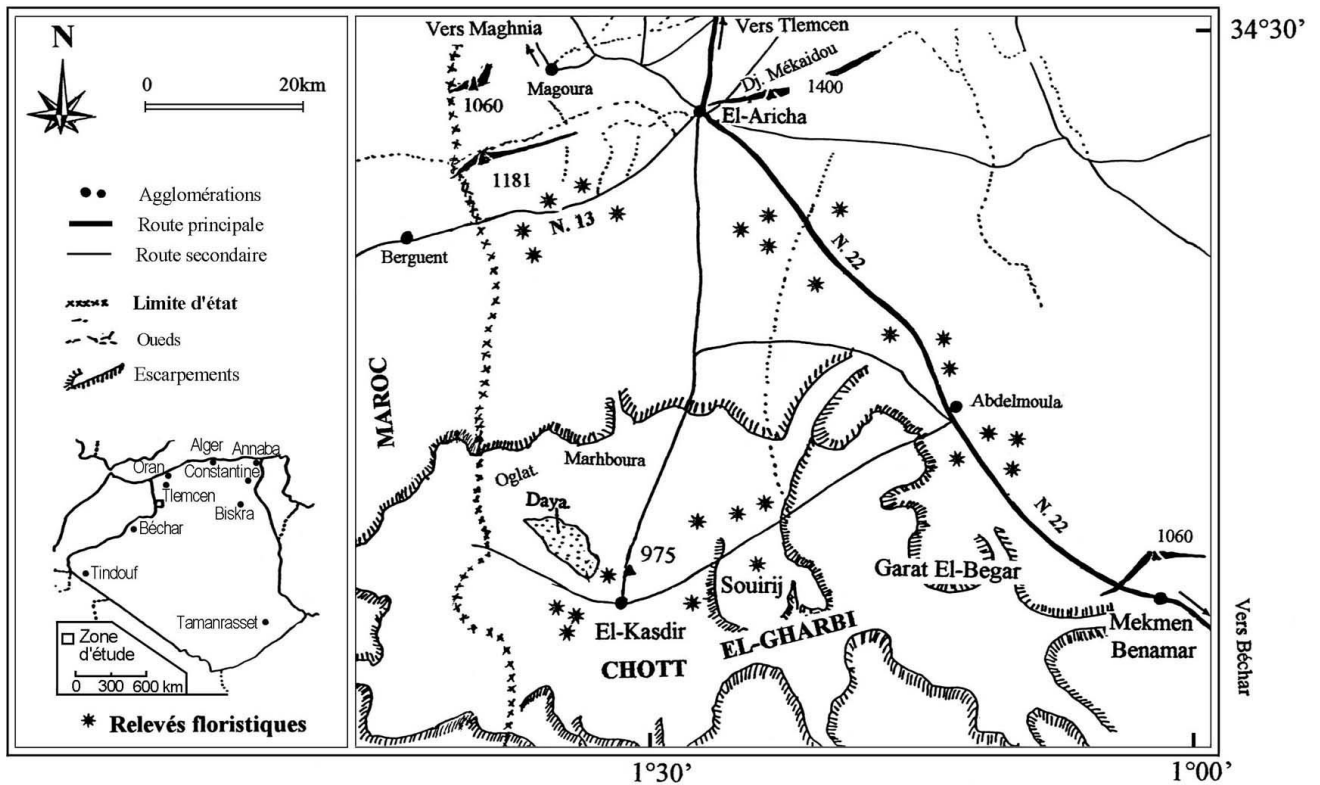 N
0 20km
Agglomérations
Route principale
Route secondaire
Limite d'état
Oueds
Escarpements
Alger
Annaba
Oran
Constantine
Tlemcen
Biskra
Béchar
Tindouf
Tamanrasset
Zone
d'étude
0 300 600 km
Relevés floristiques
Vers Maghnia
Vers Tlemcen
34°30’
Dj. Mékaidou
1400
1060
Magoura
El-Aricha
1181
N. 13
Berguent
N. 22
MAROC
Abdelmoula
Marhboura
Oglat
Daya
N. 22
975
1060
Souirij
Garat El-Begar
El-Kasdir
EL-GHARBI
CHOTT
Mekmen
Benamar
Vers Béchar
1°30’
1°00’